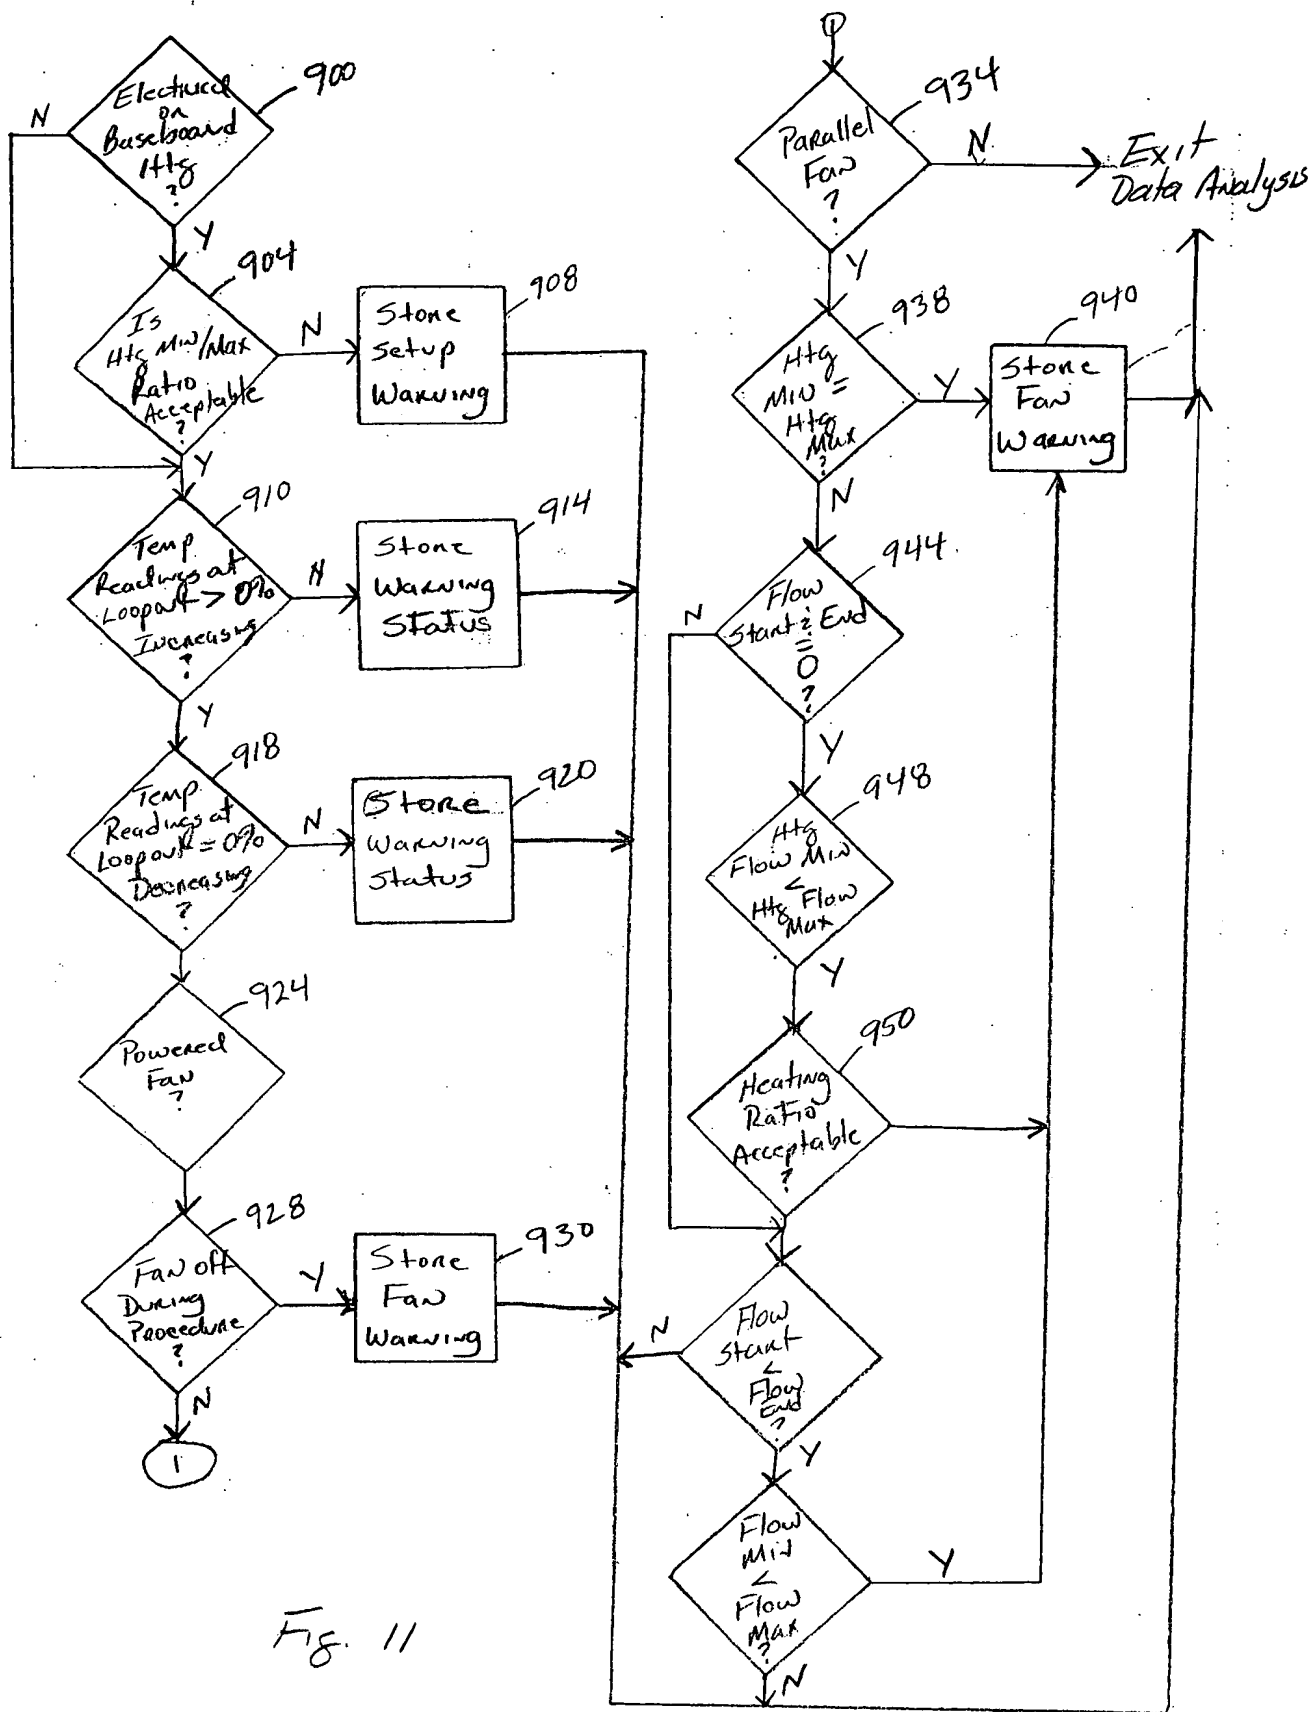 900
Electrical
or
Baseboard
Htg
?
N
Y
904
Is
Htg Min/Max
Ratio
Acceptable
?
N
Y
908
Store
Setup
Warning
910
Temp
Readings at
Loopout > 0%
Increasing
?
N
Y
914
Store
Warning
Status
918
Temp
Readings at
Loopout = 0%
Decreasing
?
N
920
Store
Warning
Status
924
Powered
Fan
?
928
Fan off
During
Procedure
?
Y
N
930
Store
Fan
Warning
1
Fig. 11
934
Parallel
Fan
?
N
Y
Exit
Data Analysis
938
Htg
Min =
Htg
Max
?
Y
N
940
Store
Fan
Warning
944
Flow
Start & End
=
0
?
N
Y
948
Htg
Flow Min
<
Htg Flow
Max
Y
950
Heating
Ratio
Acceptable
?
Flow
Start
<
Flow
End
?
N
Y
Flow
Min
<
Flow
Max
?
Y
N